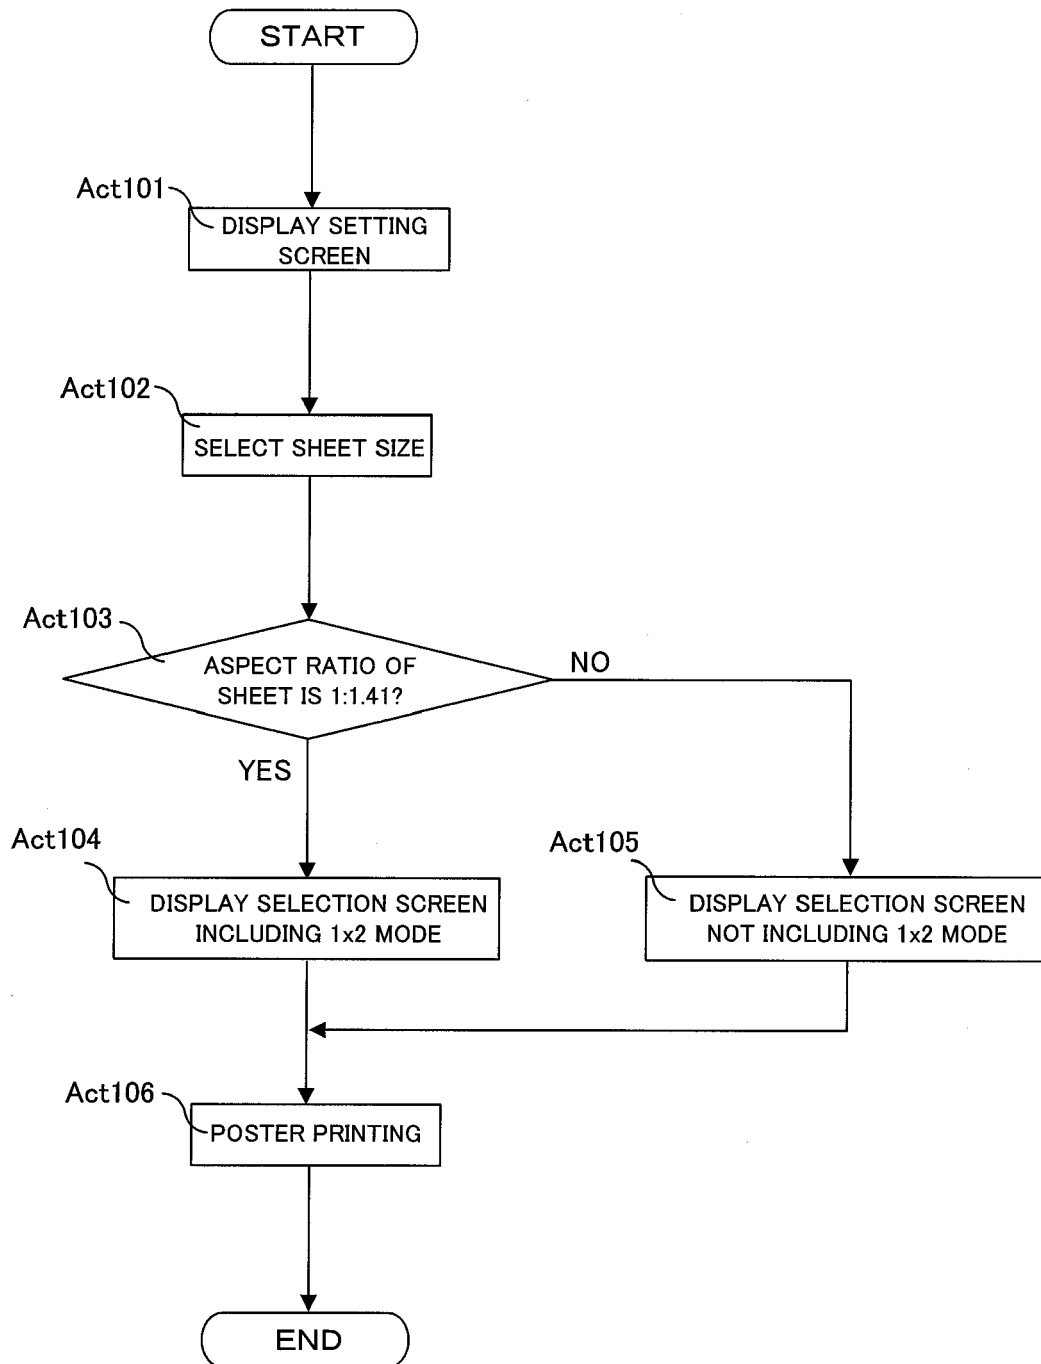 START
Act101
DISPLAY SETTING
SCREEN
Act102
SELECT SHEET SIZE
Act103
ASPECT RATIO OF
SHEET IS 1:1.41?
NO
YES
Act104
DISPLAY SELECTION SCREEN
INCLUDING 1x2 MODE
Act105
DISPLAY SELECTION SCREEN
NOT INCLUDING 1x2 MODE
Act106
POSTER PRINTING
END